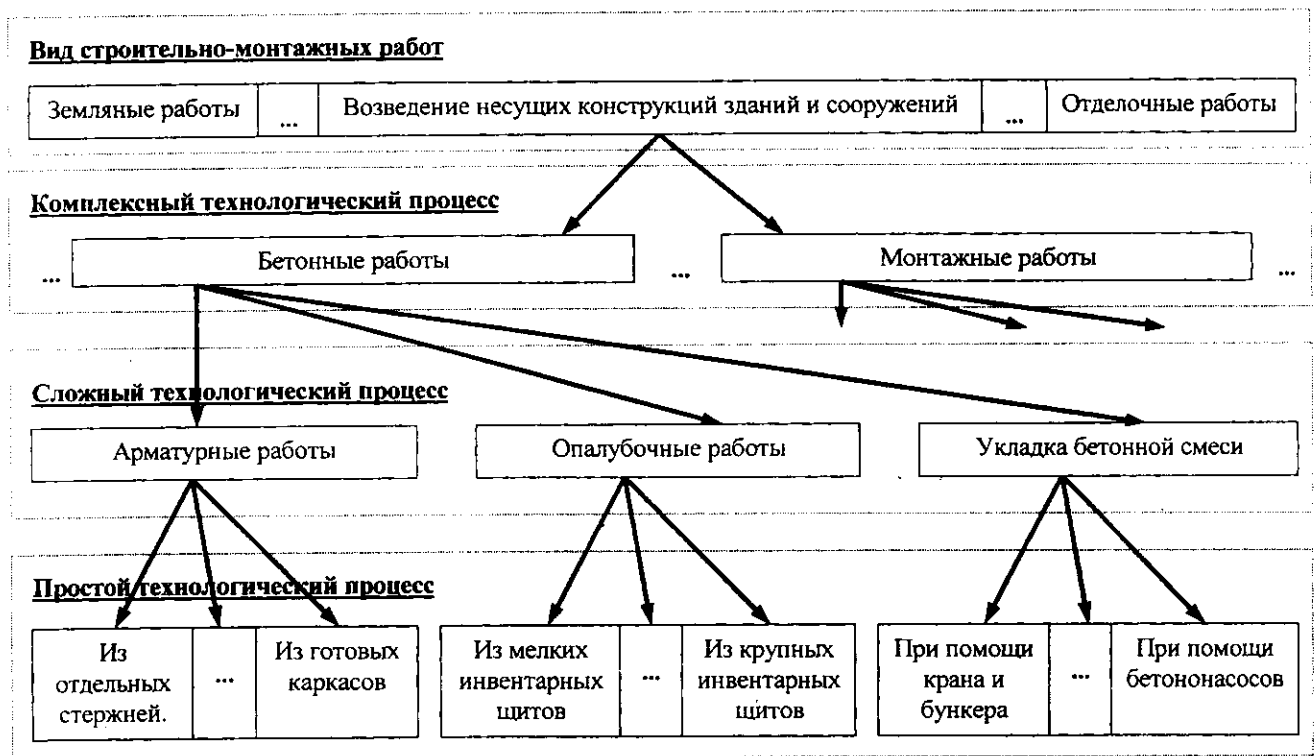 Вид строительно-монтажных работ
Земляные работы ... Возведение несущих конструкций зданий и сооружений ... Отделочные работы
Комплексный технологический процесс
... Бетонные работы ... Монтажные работы ...
Сложный технологический процесс
Арматурные работы Опалубочные работы Укладка бетонной смеси
Простой технологический процесс
Из
отдельных
стержней.
...
Из готовых
каркасов
Из мелких
инвентарных
щитов
...
Из крупных
инвентарных
щитов
При помощи
крана и
бункера
...
При помощи
бетононасосов